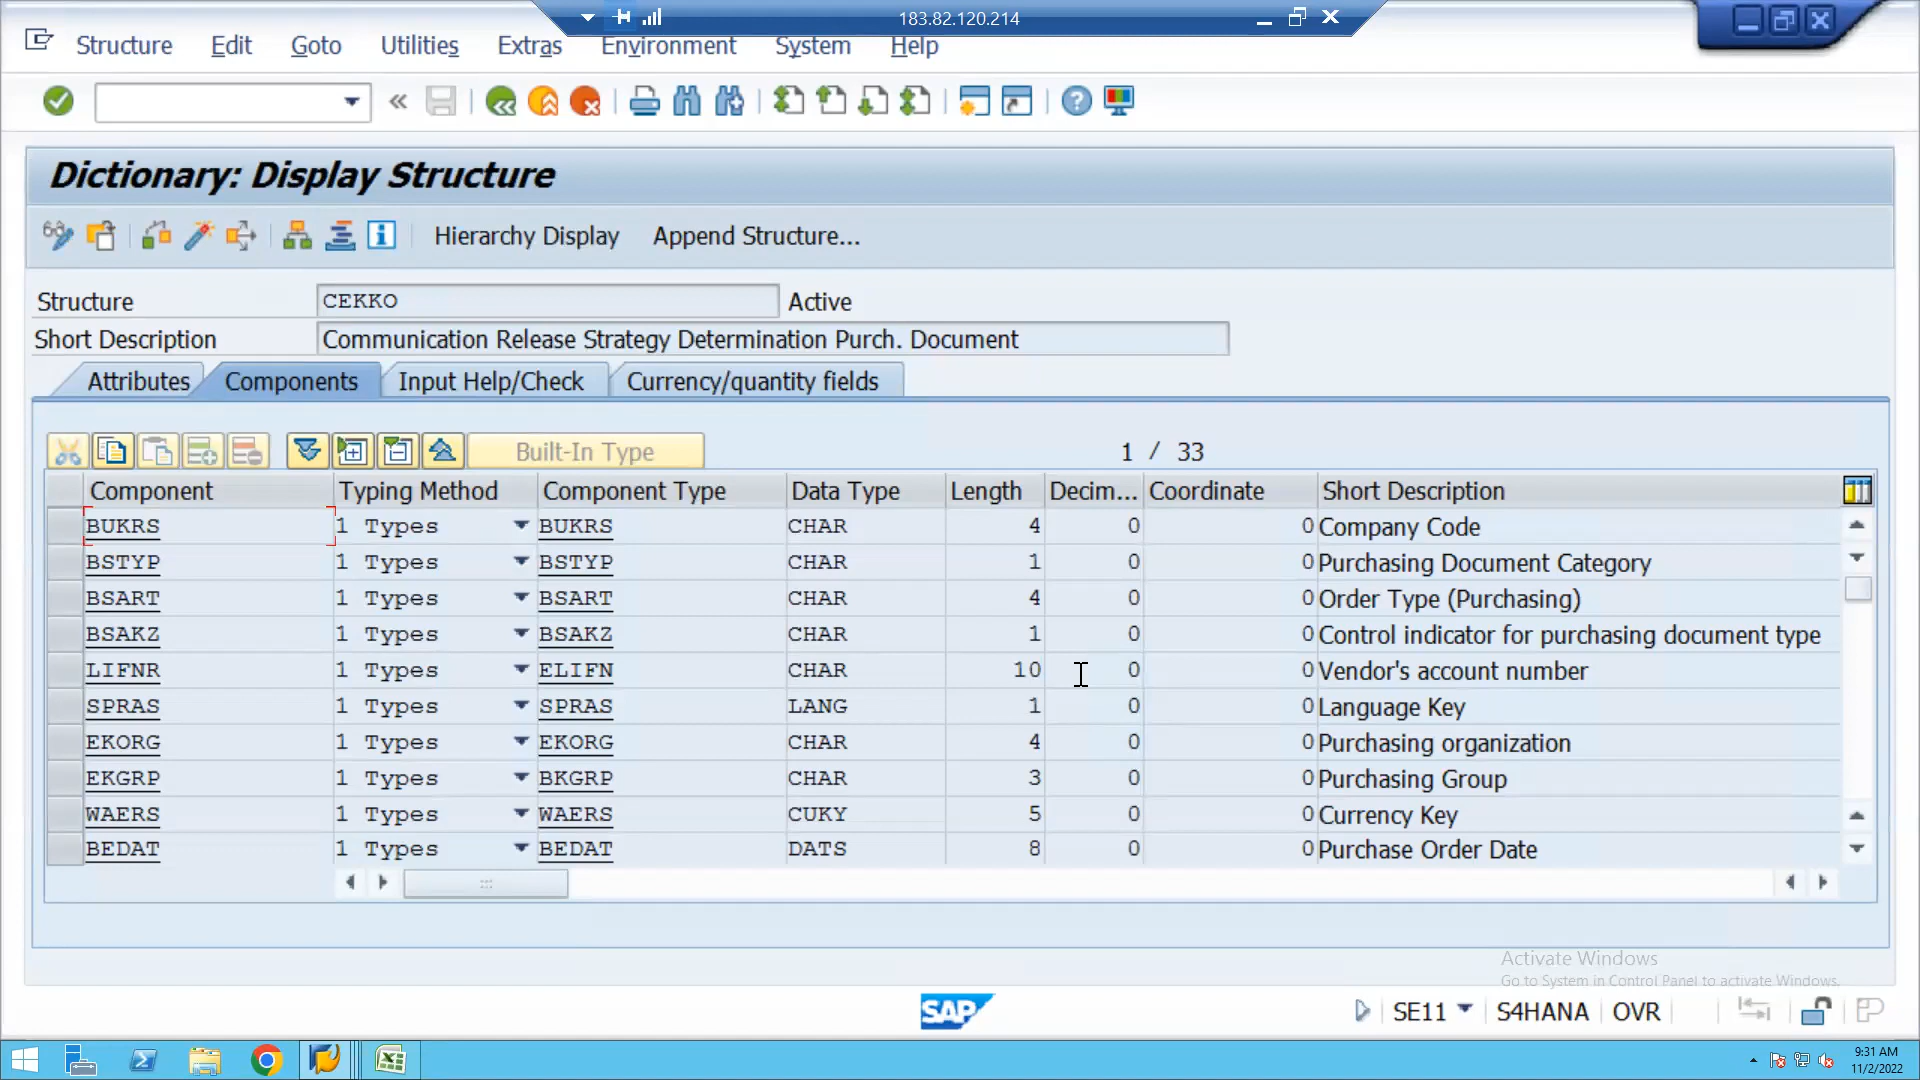 183.82.120.214
Structure Edit Goto Utilities Extras Environment System Help
Dictionary: Display Structure
Hierarchy Display Append Structure...
Structure CEKKO Active
Short Description Communication Release Strategy Determination Purch. Document
Attributes Components Input Help/Check Currency/quantity fields
Built-In Type 1 / 33
Component Typing Method Component Type Data Type Length Decim... Coordinate Short Description
BUKRS 1 Types BUKRS CHAR 4 0 0 Company Code
BSTYP 1 Types BSTYP CHAR 1 0 0 Purchasing Document Category
BSART 1 Types BSART CHAR 4 0 0 Order Type (Purchasing)
BSAKZ 1 Types BSAKZ CHAR 1 0 0 Control indicator for purchasing document type
LIFNR 1 Types ELIFN CHAR 10 0 0 Vendor's account number
SPRAS 1 Types SPRAS LANG 1 0 0 Language Key
EKORG 1 Types EKORG CHAR 4 0 0 Purchasing organization
EKGRP 1 Types BKGRP CHAR 3 0 0 Purchasing Group
WAERS 1 Types WAERS CUKY 5 0 0 Currency Key
BEDAT 1 Types BEDAT DATS 8 0 0 Purchase Order Date
Activate Windows
Go to System in Control Panel to activate Windows.
SAP SE11 S4HANA OVR
9:31 AM
11/2/2022